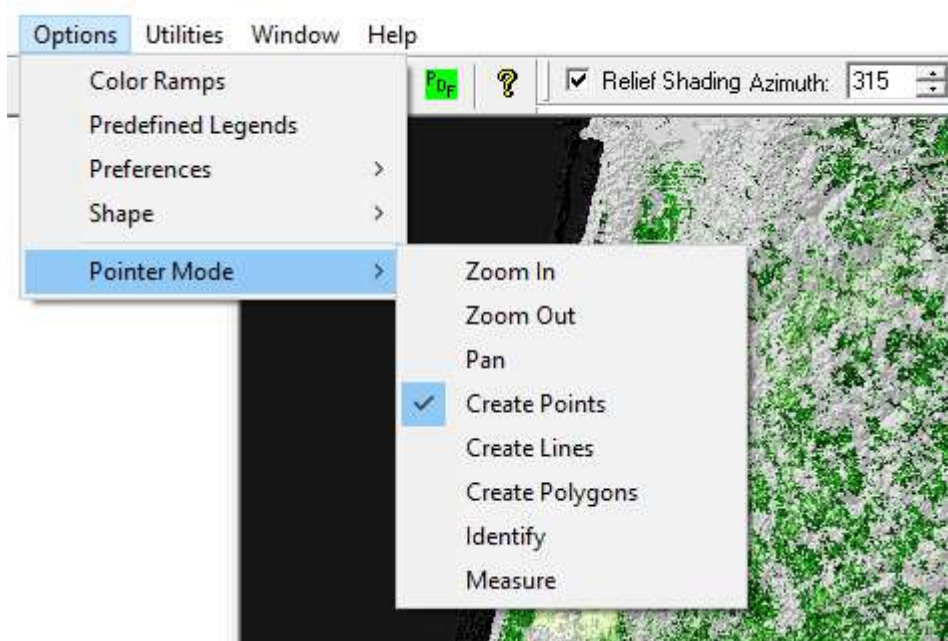 Options Utilities Window Help
PDF ? Relief Shading Azimuth: 315
Color Ramps
Predefined Legends
Preferences
Shape
Pointer Mode
Zoom In
Zoom Out
Pan
Create Points
Create Lines
Create Polygons
Identify
Measure